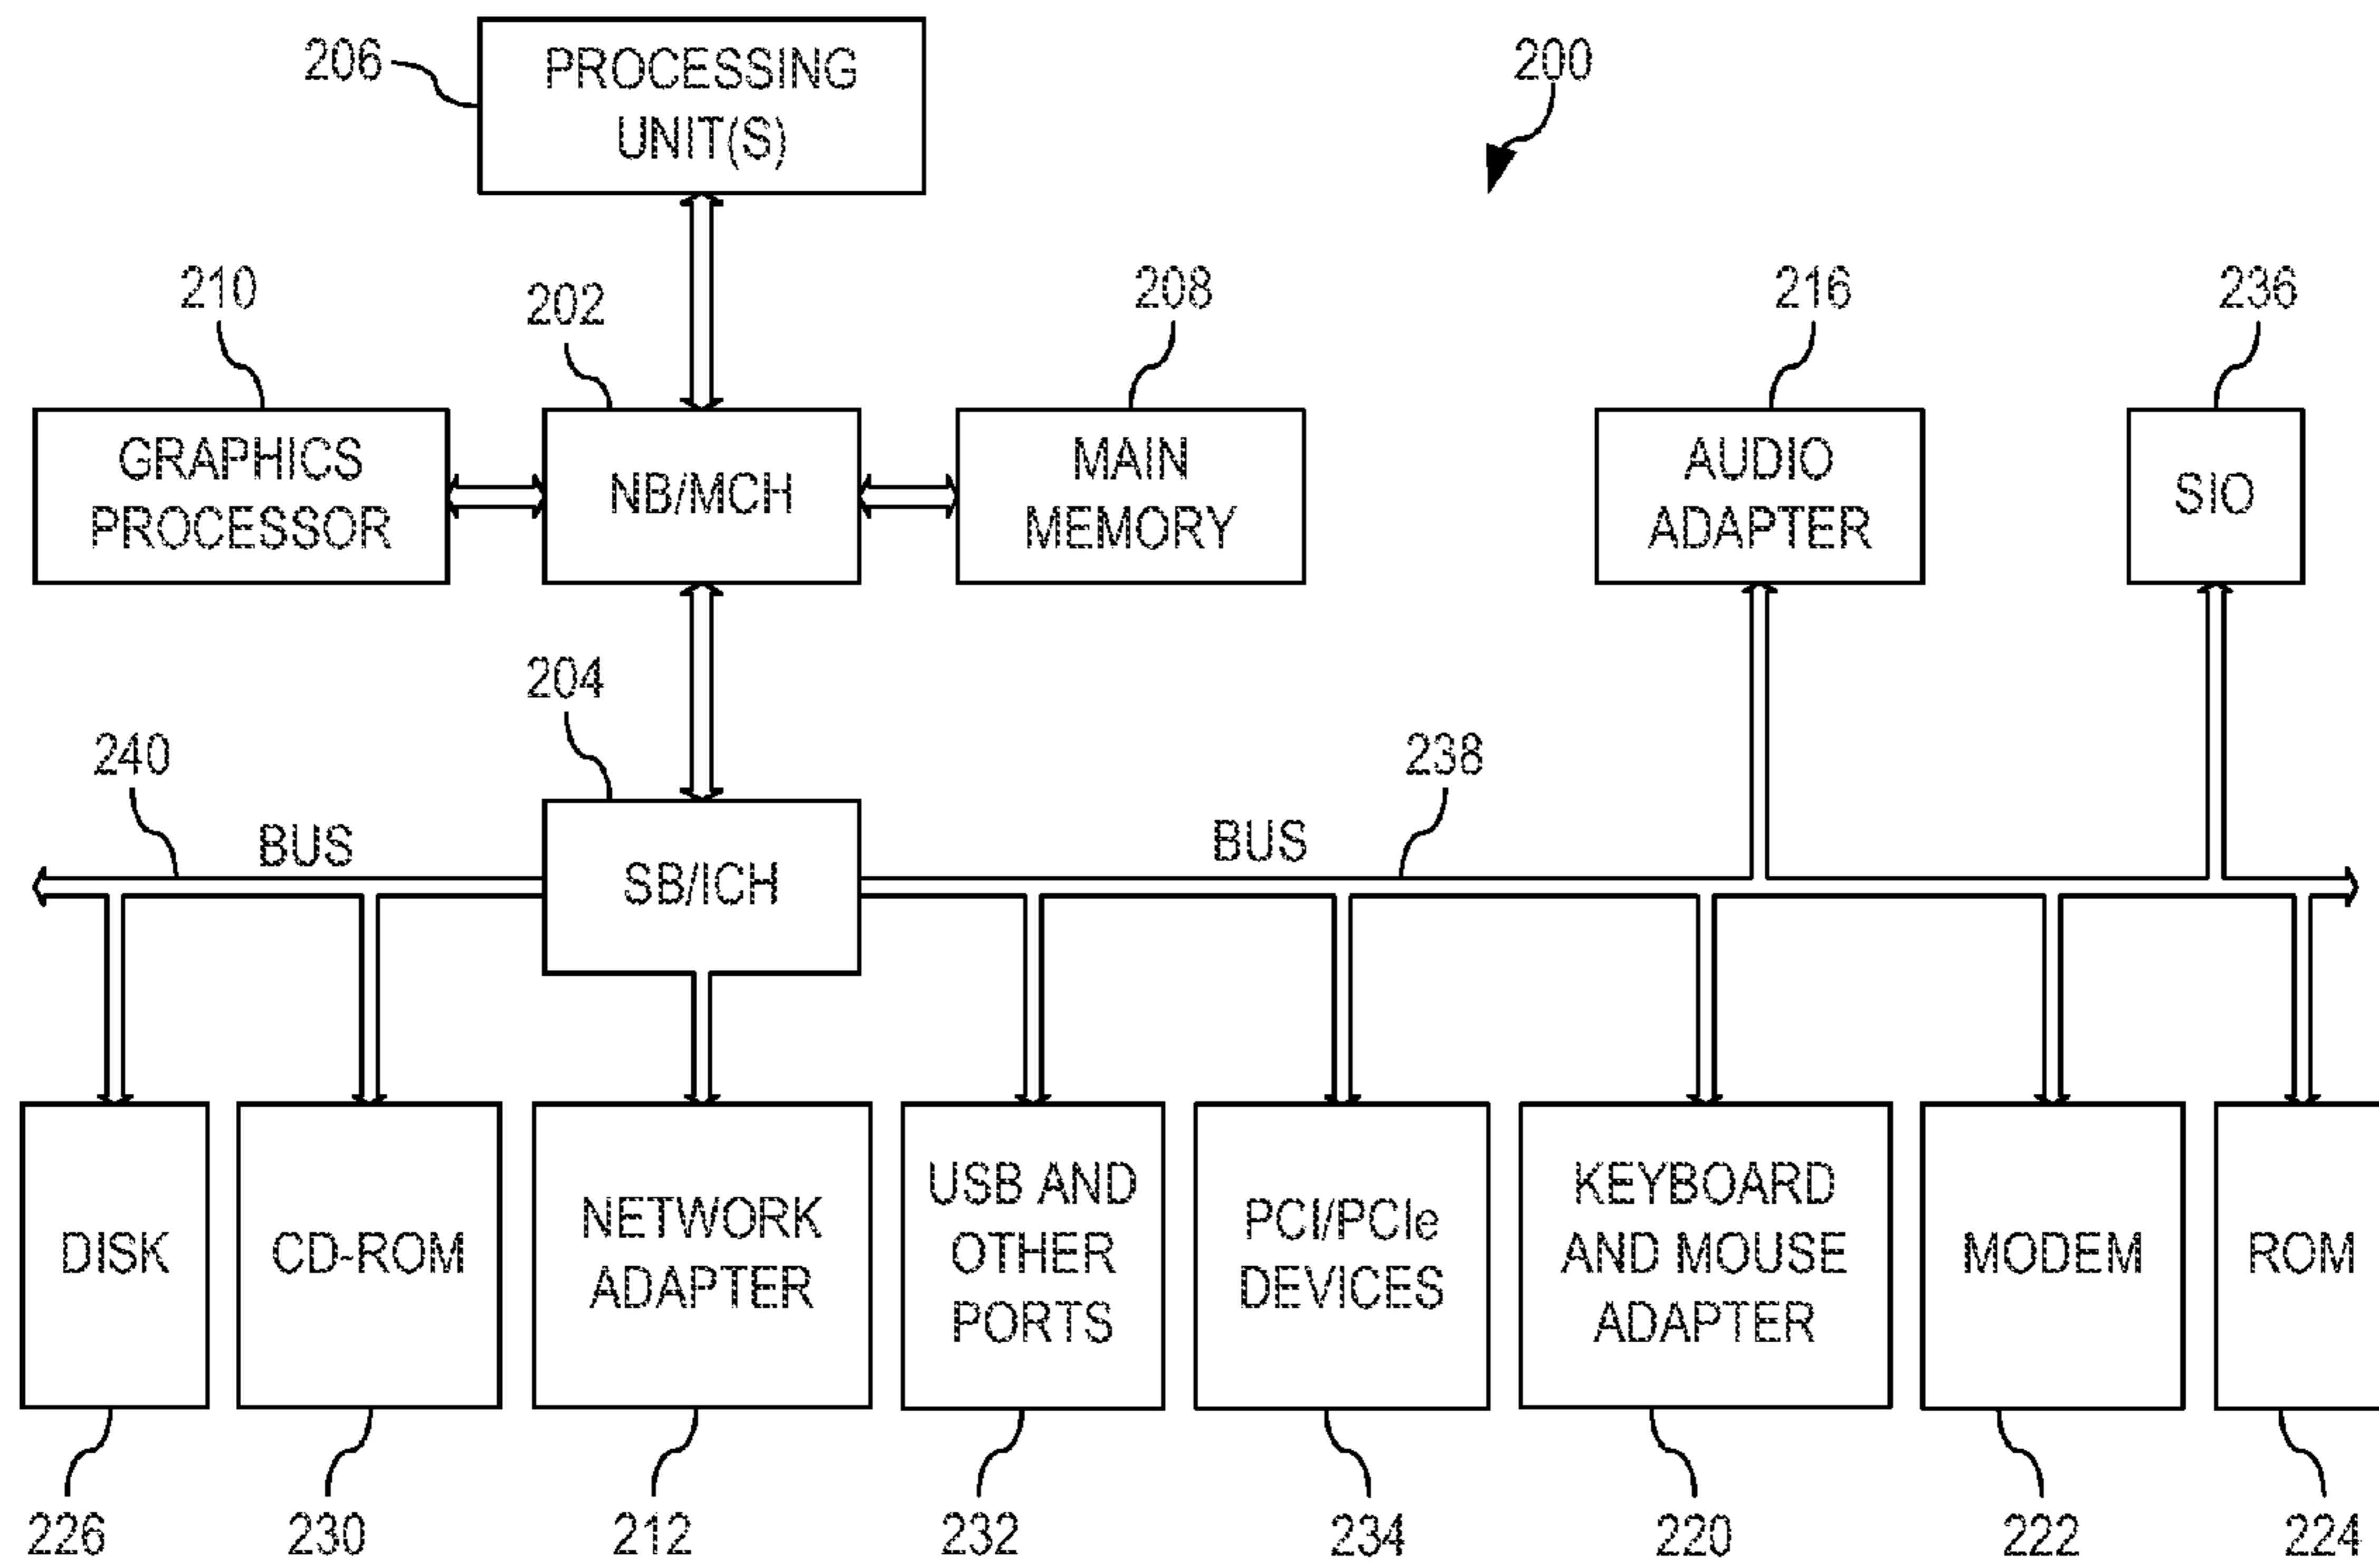 206
PROCESSING
UNIT(S)
200
210
202
208
216
236
GRAPHICS
PROCESSOR
NB/MCH
MAIN
MEMORY
AUDIO
ADAPTER
SIO
204
240
238
BUS
BUS
SB/ICH
DISK
CD-ROM
NETWORK
ADAPTER
USB AND
OTHER
PORTS
PCI/PCIe
DEVICES
KEYBOARD
AND MOUSE
ADAPTER
MODEM
ROM
226
230
212
232
234
220
222
224